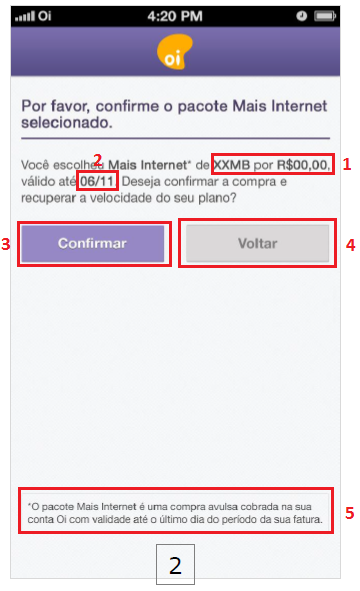 Oi 4:20 PM
oi
Por favor, confirme o pacote Mais Internet
selecionado.
2
Você escolheu Mais Internet* de XXMB por R$00,00, 1
válido até 06/11. Deseja confirmar a compra e
recuperar a velocidade do seu plano?
3 Confirmar Voltar 4
*O pacote Mais Internet é uma compra avulsa cobrada na sua
conta Oi com validade até o último dia do período da sua fatura. 5
2